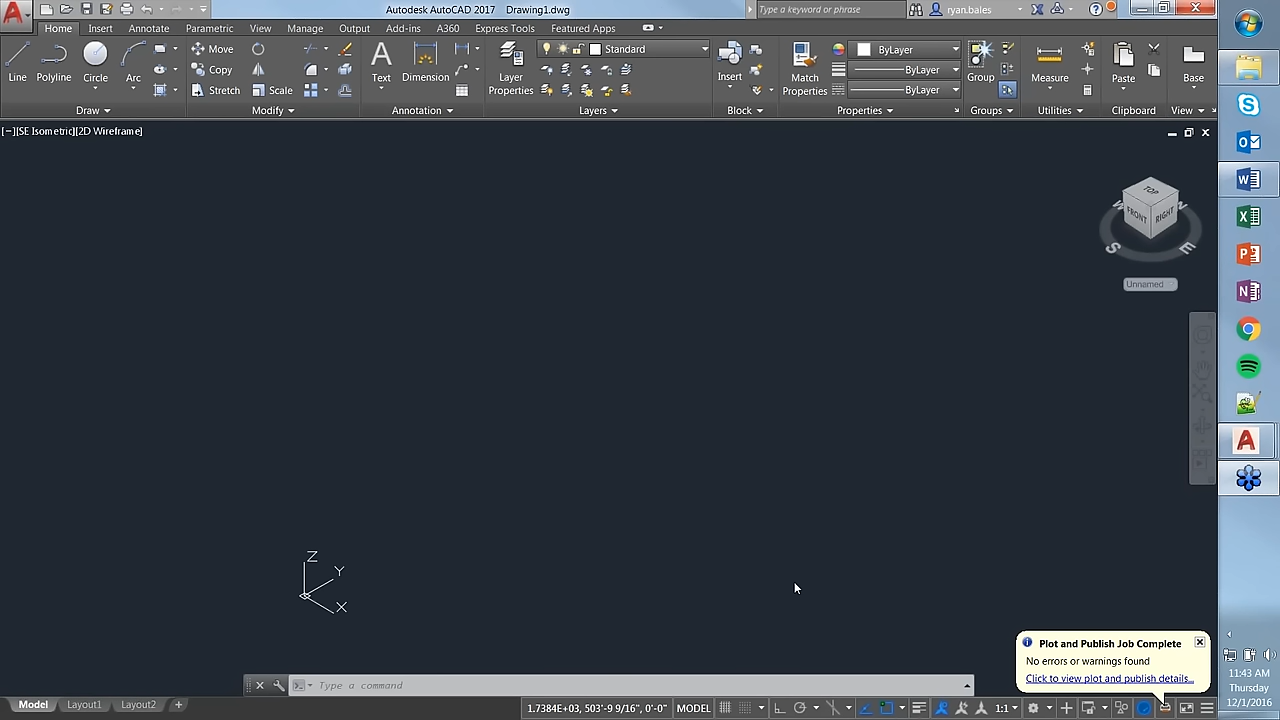 Autodesk AutoCAD 2017 Drawing1.dwg
Type a keyword or phrase
ryan.bales
Home Insert Annotate Parametric View Manage Output Add-ins A360 Express Tools Featured Apps
Line Polyline Circle Arc
Move
Copy
Stretch
Scale
Text Dimension
Layer Properties
Standard
Insert
Match Properties
ByLayer
ByLayer
ByLayer
Group
Measure
Paste
Base
Draw Modify Annotation Layers Block Properties Groups Utilities Clipboard View
[−][SE Isometric][2D Wireframe]
TOP
FRONT RIGHT
W N
S E
Unnamed
Z
Y
X
Plot and Publish Job Complete
No errors or warnings found
Click to view plot and publish details...
Type a command
Model Layout1 Layout2 +
1.7384E+03, 503'-9 9/16", 0'-0" MODEL 1:1
11:43 AM
Thursday
12/1/2016